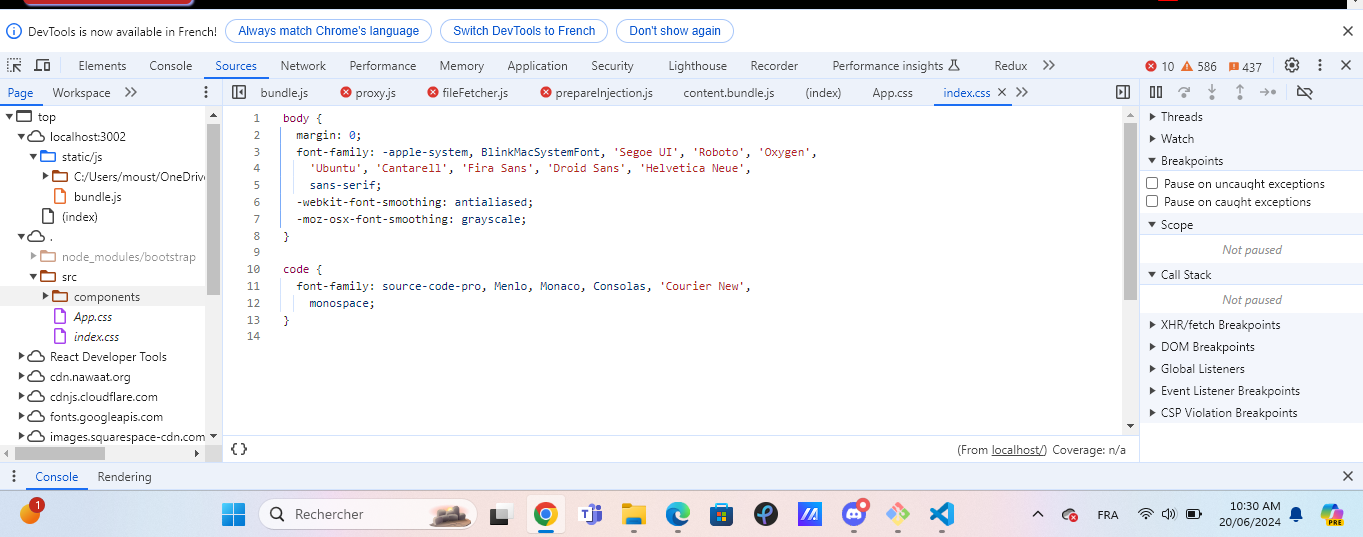 DevTools is now available in French! Always match Chrome's language Switch DevTools to French Don't show again
Elements Console Sources Network Performance Memory Application Security Lighthouse Recorder Performance insights Redux 10 586 437
Page Workspace
bundle.js proxy.js fileFetcher.js prepareInjection.js content.bundle.js (index) App.css index.css
top
localhost:3002
static/js
C:/Users/moust/OneDrive
bundle.js
(index)
.
node_modules/bootstrap
src
components
App.css
index.css
React Developer Tools
cdn.nawaat.org
cdnjs.cloudflare.com
fonts.googleapis.com
images.squarespace-cdn.com
1 body {
2 margin: 0;
3 font-family: -apple-system, BlinkMacSystemFont, 'Segoe UI', 'Roboto', 'Oxygen',
4 'Ubuntu', 'Cantarell', 'Fira Sans', 'Droid Sans', 'Helvetica Neue',
5 sans-serif;
6 -webkit-font-smoothing: antialiased;
7 -moz-osx-font-smoothing: grayscale;
8 }
9
10 code {
11 font-family: source-code-pro, Menlo, Monaco, Consolas, 'Courier New',
12 monospace;
13 }
14
{} (From localhost/) Coverage: n/a
Threads
Watch
Breakpoints
Pause on uncaught exceptions
Pause on caught exceptions
Scope
Not paused
Call Stack
Not paused
XHR/fetch Breakpoints
DOM Breakpoints
Global Listeners
Event Listener Breakpoints
CSP Violation Breakpoints
Console Rendering
1 Rechercher FRA 10:30 AM
20/06/2024
PRE